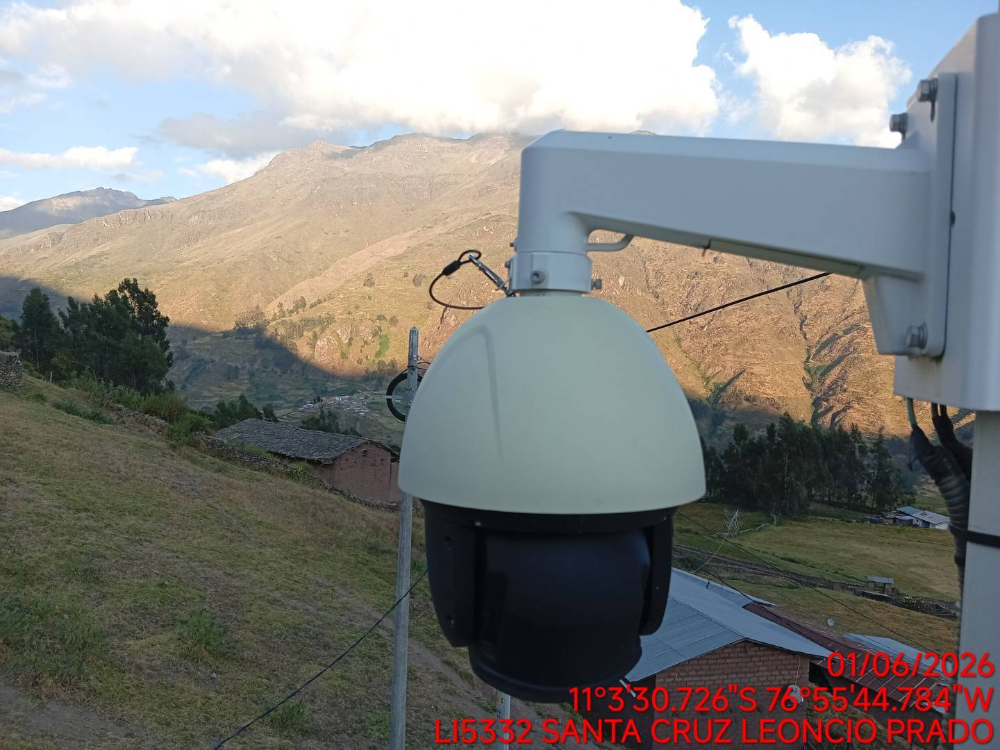 01/06/2026
11°3'30.726"S 76°55'44.784"W
LI5332 SANTA CRUZ LEONCIO PRADO